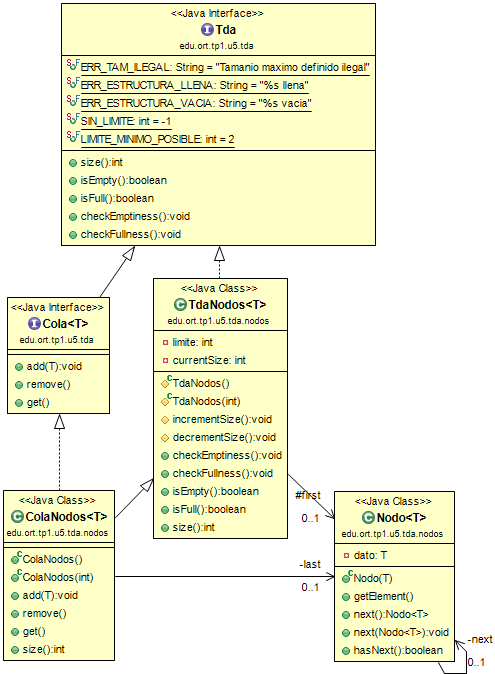 <<Java Interface>>
Tda
edu.ort.tp1.u5.tda
ERR_TAM_ILEGAL: String = "Tamanio maximo definido ilegal"
ERR_ESTRUCTURA_LLENA: String = "%s llena"
ERR_ESTRUCTURA_VACIA: String = "%s vacia"
SIN_LIMITE: int = -1
LIMITE_MINIMO_POSIBLE: int = 2
size():int
isEmpty():boolean
isFull():boolean
checkEmptiness():void
checkFullness():void
<<Java Interface>>
Cola<T>
edu.ort.tp1.u5.tda
add(T):void
remove()
get()
<<Java Class>>
TdaNodos<T>
edu.ort.tp1.u5.tda.nodos
limite: int
currentSize: int
TdaNodos()
TdaNodos(int)
incrementSize():void
decrementSize():void
checkEmptiness():void
checkFullness():void
isEmpty():boolean
isFull():boolean
size():int
<<Java Class>>
ColaNodos<T>
edu.ort.tp1.u5.tda.nodos
ColaNodos()
ColaNodos(int)
add(T):void
remove()
get()
size():int
#first
0..1
-last
0..1
<<Java Class>>
Nodo<T>
edu.ort.tp1.u5.tda.nodos
dato: T
Nodo(T)
getElement()
next():Nodo<T>
next(Nodo<T>):void
hasNext():boolean
-next
0..1